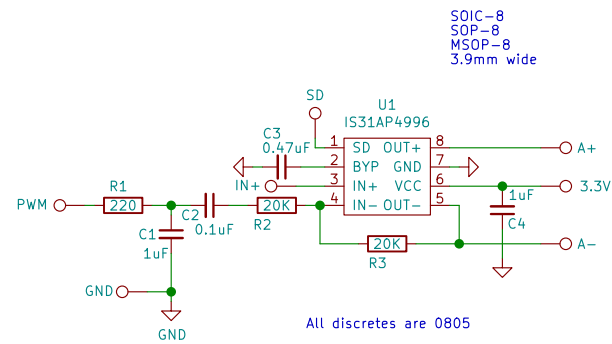 SOIC-8
SOP-8
MSOP-8
3.9mm wide
SD
U1
IS31AP4996
C3
0.47uF
1 SD OUT+ 8
A+
2 BYP GND 7
IN+
3 IN+ VCC 6
3.3V
4 IN- OUT- 5
R1
PWM
220
C2
0.1uF
20K
R2
1uF
C4
C1
1uF
20K
R3
A-
GND
GND
All discretes are 0805